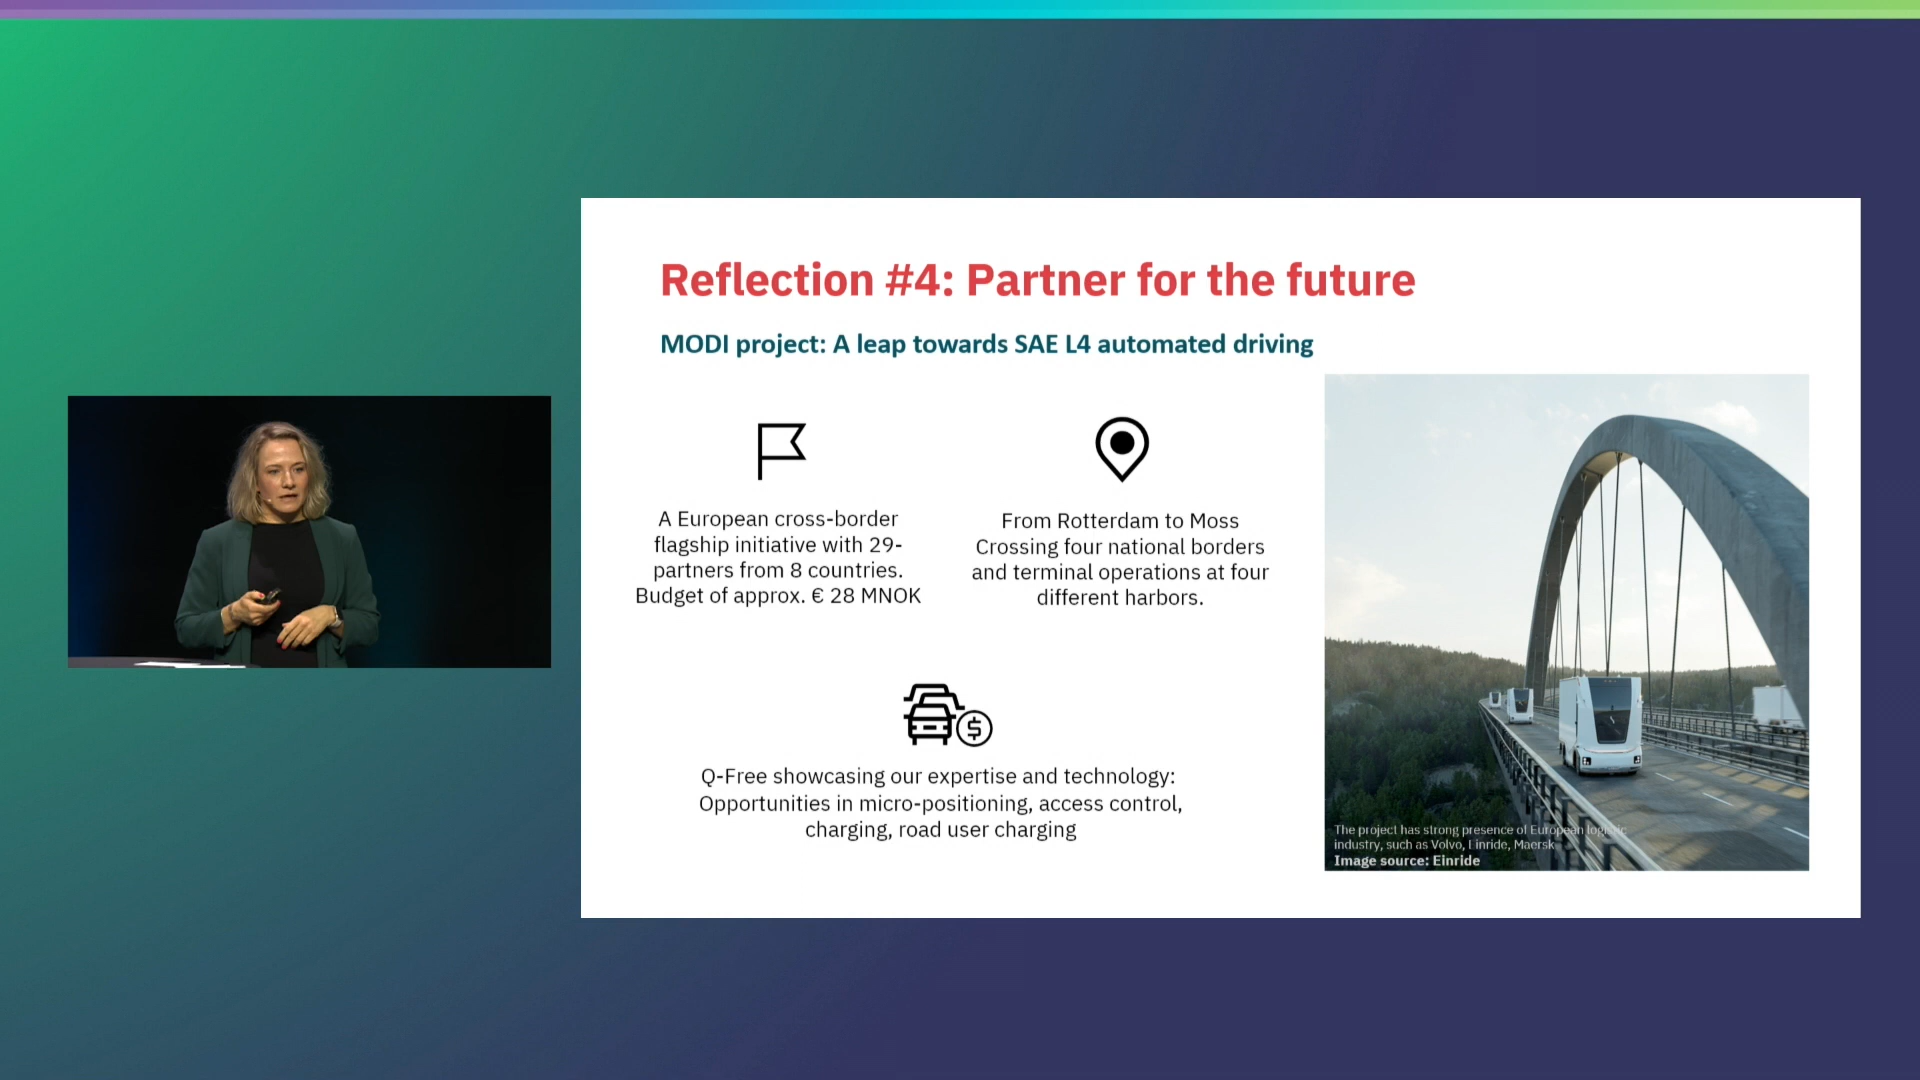 Reflection #4: Partner for the future
MODI project: A leap towards SAE L4 automated driving
A European cross-border
flagship initiative with 29-
partners from 8 countries.
Budget of approx. € 28 MNOK
From Rotterdam to Moss
Crossing four national borders
and terminal operations at four
different harbors.
Q-Free showcasing our expertise and technology:
Opportunities in micro-positioning, access control,
charging, road user charging
The project has strong presence of European logistic
industry, such as Volvo, Einride, Maersk
Image source: Einride